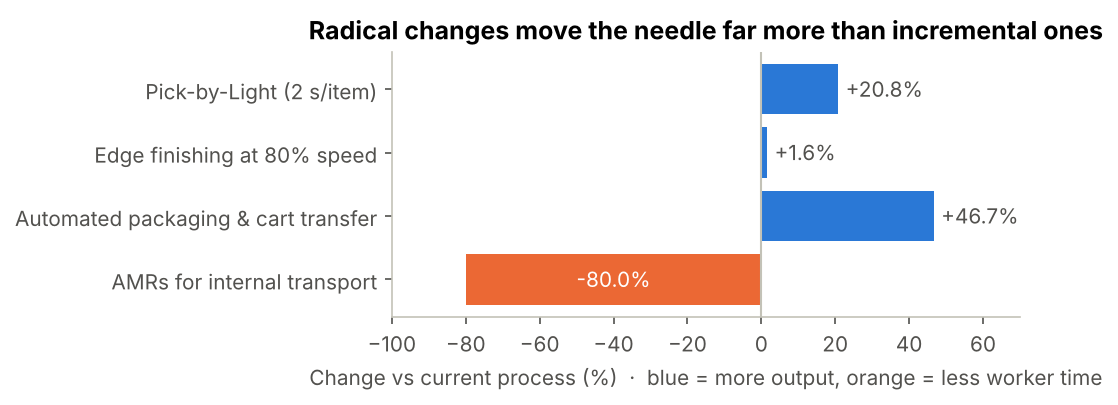 Radical changes move the needle far more than incremental ones
Pick-by-Light (2 s/item)
+20.8%
Edge finishing at 80% speed
+1.6%
Automated packaging & cart transfer
+46.7%
AMRs for internal transport
-80.0%
−100 −80 −60 −40 −20 0 20 40 60
Change vs current process (%) · blue = more output, orange = less worker time